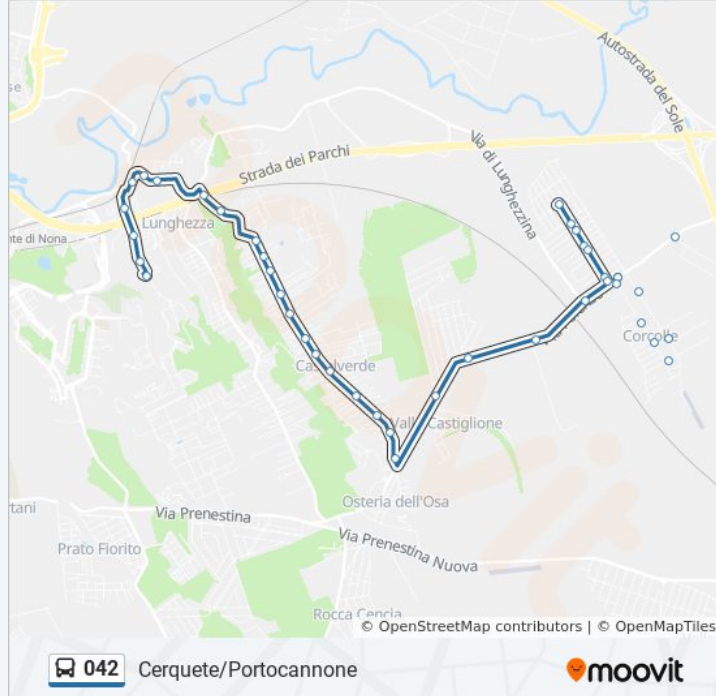 Autostrada del Sole
Via di Lunghezzina
Strada dei Parchi
Lunghezza
nte di Nona
Corcolle
Castelverde
Valle Castiglione
Osteria dell'Osa
tani
Via Prenestina
Via Prenestina Nuova
Prato Fiorito
Rocca Cencia
© OpenStreetMap contributors | © OpenMapTiles
042 Cerquete/Portocannone
moovit